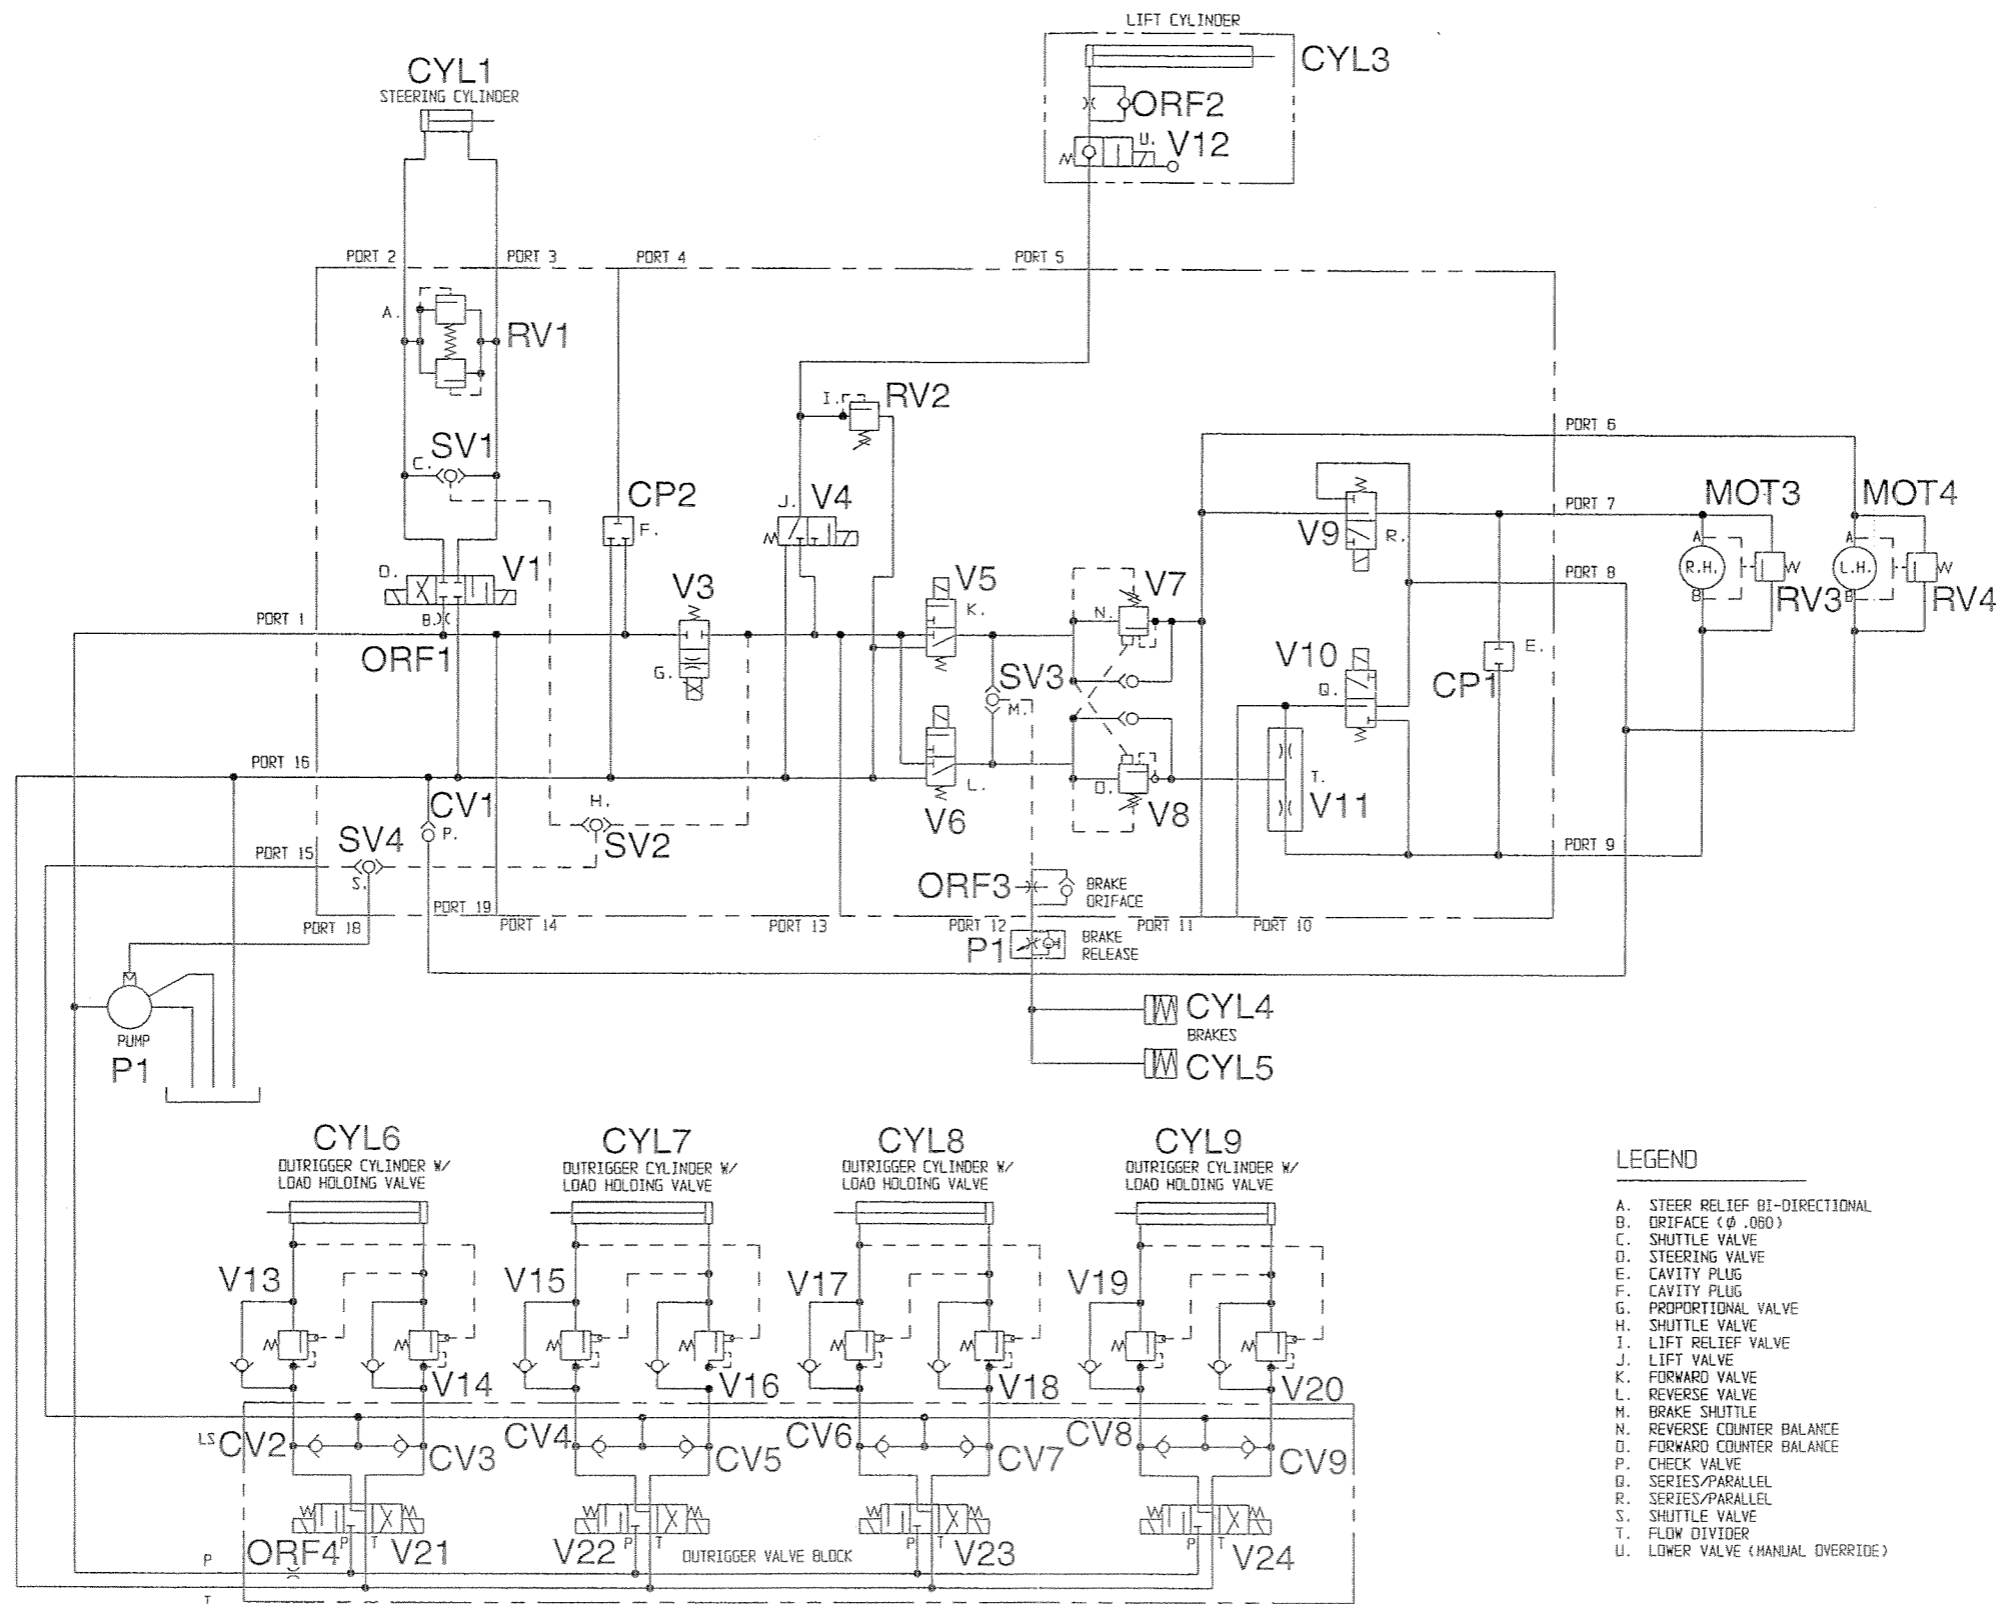 LIFT CYLINDER
CYL3
CYL1
STEERING CYLINDER
ORF2
U. V12
PORT 2
PORT 3
PORT 4
PORT 5
A.
RV1
I.
RV2
PORT 6
C.
SV1
CP2
F.
J.
V4
V9
R.
PORT 7
MOT3
MOT4
A
R.H.
B
RV3
A
L.H.
B
RV4
D.
V1
V3
V5
K.
V7
N.
PORT 8
B.
PORT 1
ORF1
G.
SV3
M.
V10
Q.
CP1
E.
PORT 16
CV1
P.
H.
SV2
L.
V6
O.
V8
T.
V11
SV4
PORT 15
S.
PORT 9
ORF3
BRAKE
ORIFACE
PORT 19
PORT 18
PORT 14
PORT 13
PORT 12
PORT 11
PORT 10
P1
BRAKE
RELEASE
M
PUMP
P1
CYL4
BRAKES
CYL5
CYL6
OUTRIGGER CYLINDER W/
LOAD HOLDING VALVE
CYL7
OUTRIGGER CYLINDER W/
LOAD HOLDING VALVE
CYL8
OUTRIGGER CYLINDER W/
LOAD HOLDING VALVE
CYL9
OUTRIGGER CYLINDER W/
LOAD HOLDING VALVE
V13
V14
V15
V16
V17
V18
V19
V20
LS
CV2
CV3
CV4
CV5
CV6
CV7
CV8
CV9
P T
P T
P T
P T
ORF4
V21
V22
OUTRIGGER VALVE BLOCK
V23
V24
P
T
LEGEND
A. STEER RELIEF BI-DIRECTIONAL
B. ORIFACE (Ø .060)
C. SHUTTLE VALVE
D. STEERING VALVE
E. CAVITY PLUG
F. CAVITY PLUG
G. PROPORTIONAL VALVE
H. SHUTTLE VALVE
I. LIFT RELIEF VALVE
J. LIFT VALVE
K. FORWARD VALVE
L. REVERSE VALVE
M. BRAKE SHUTTLE
N. REVERSE COUNTER BALANCE
O. FORWARD COUNTER BALANCE
P. CHECK VALVE
Q. SERIES/PARALLEL
R. SERIES/PARALLEL
S. SHUTTLE VALVE
T. FLOW DIVIDER
U. LOWER VALVE (MANUAL OVERRIDE)